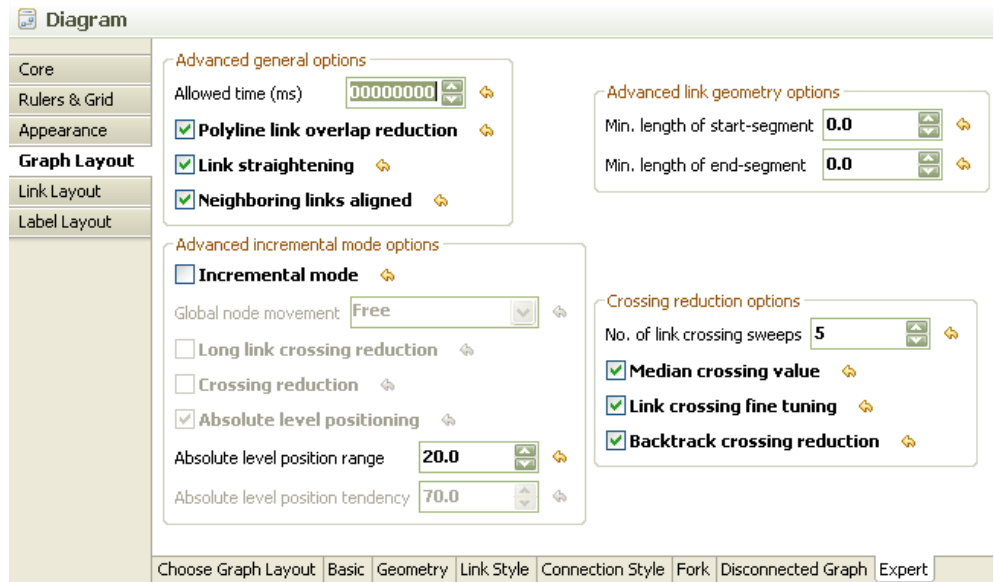 Diagram
Core
Rulers & Grid
Appearance
Graph Layout
Link Layout
Label Layout
Advanced general options
Allowed time (ms) 00000000
Polyline link overlap reduction
Link straightening
Neighboring links aligned
Advanced link geometry options
Min. length of start-segment 0.0
Min. length of end-segment 0.0
Advanced incremental mode options
Incremental mode
Global node movement Free
Long link crossing reduction
Crossing reduction
Absolute level positioning
Absolute level position range 20.0
Absolute level position tendency 70.0
Crossing reduction options
No. of link crossing sweeps 5
Median crossing value
Link crossing fine tuning
Backtrack crossing reduction
Choose Graph Layout Basic Geometry Link Style Connection Style Fork Disconnected Graph Expert